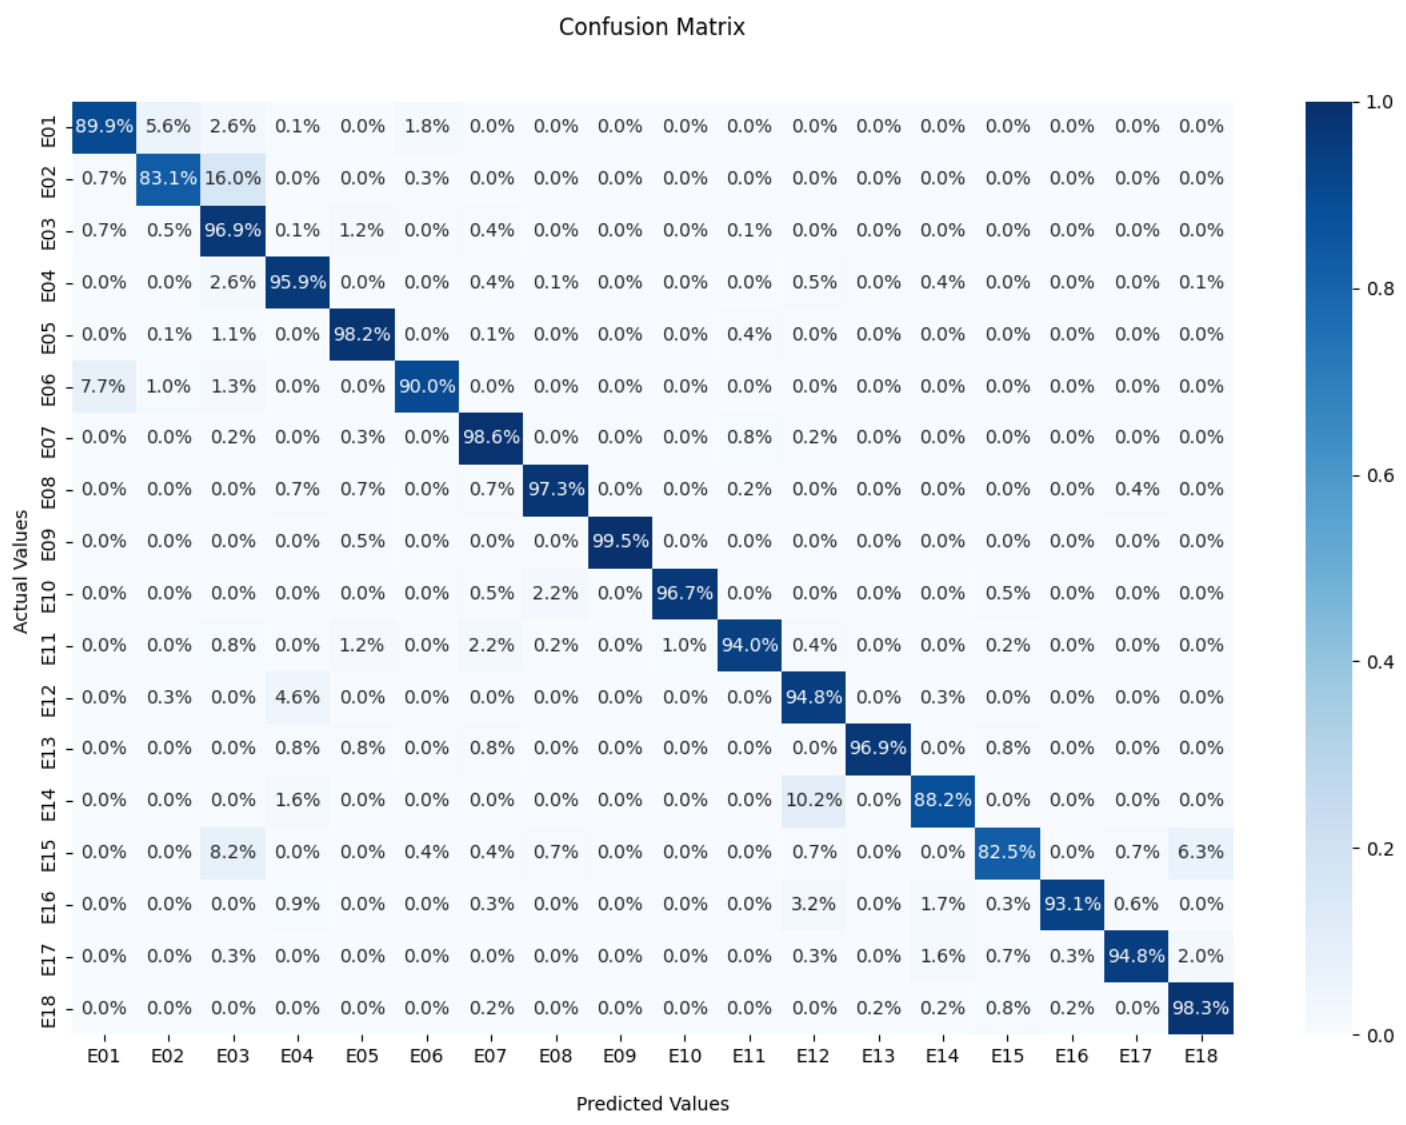 Confusion Matrix
E01 89.9% 5.6% 2.6% 0.1% 0.0% 1.8% 0.0% 0.0% 0.0% 0.0% 0.0% 0.0% 0.0% 0.0% 0.0% 0.0% 0.0% 0.0%
E02 0.7% 83.1% 16.0% 0.0% 0.0% 0.3% 0.0% 0.0% 0.0% 0.0% 0.0% 0.0% 0.0% 0.0% 0.0% 0.0% 0.0% 0.0%
E03 0.7% 0.5% 96.9% 0.1% 1.2% 0.0% 0.4% 0.0% 0.0% 0.0% 0.1% 0.0% 0.0% 0.0% 0.0% 0.0% 0.0% 0.0%
E04 0.0% 0.0% 2.6% 95.9% 0.0% 0.0% 0.4% 0.1% 0.0% 0.0% 0.0% 0.5% 0.0% 0.4% 0.0% 0.0% 0.0% 0.1%
E05 0.0% 0.1% 1.1% 0.0% 98.2% 0.0% 0.1% 0.0% 0.0% 0.0% 0.4% 0.0% 0.0% 0.0% 0.0% 0.0% 0.0% 0.0%
E06 7.7% 1.0% 1.3% 0.0% 0.0% 90.0% 0.0% 0.0% 0.0% 0.0% 0.0% 0.0% 0.0% 0.0% 0.0% 0.0% 0.0% 0.0%
E07 0.0% 0.0% 0.2% 0.0% 0.3% 0.0% 98.6% 0.0% 0.0% 0.0% 0.8% 0.2% 0.0% 0.0% 0.0% 0.0% 0.0% 0.0%
E08 0.0% 0.0% 0.0% 0.7% 0.7% 0.0% 0.7% 97.3% 0.0% 0.0% 0.2% 0.0% 0.0% 0.0% 0.0% 0.0% 0.4% 0.0%
E09 0.0% 0.0% 0.0% 0.0% 0.5% 0.0% 0.0% 0.0% 99.5% 0.0% 0.0% 0.0% 0.0% 0.0% 0.0% 0.0% 0.0% 0.0%
E10 0.0% 0.0% 0.0% 0.0% 0.0% 0.0% 0.5% 2.2% 0.0% 96.7% 0.0% 0.0% 0.0% 0.0% 0.5% 0.0% 0.0% 0.0%
E11 0.0% 0.0% 0.8% 0.0% 1.2% 0.0% 2.2% 0.2% 0.0% 1.0% 94.0% 0.4% 0.0% 0.0% 0.2% 0.0% 0.0% 0.0%
E12 0.0% 0.3% 0.0% 4.6% 0.0% 0.0% 0.0% 0.0% 0.0% 0.0% 0.0% 94.8% 0.0% 0.3% 0.0% 0.0% 0.0% 0.0%
E13 0.0% 0.0% 0.0% 0.8% 0.8% 0.0% 0.8% 0.0% 0.0% 0.0% 0.0% 0.0% 96.9% 0.0% 0.8% 0.0% 0.0% 0.0%
E14 0.0% 0.0% 0.0% 1.6% 0.0% 0.0% 0.0% 0.0% 0.0% 0.0% 0.0% 10.2% 0.0% 88.2% 0.0% 0.0% 0.0% 0.0%
E15 0.0% 0.0% 8.2% 0.0% 0.0% 0.4% 0.4% 0.7% 0.0% 0.0% 0.0% 0.7% 0.0% 0.0% 82.5% 0.0% 0.7% 6.3%
E16 0.0% 0.0% 0.0% 0.9% 0.0% 0.0% 0.3% 0.0% 0.0% 0.0% 0.0% 3.2% 0.0% 1.7% 0.3% 93.1% 0.6% 0.0%
E17 0.0% 0.0% 0.3% 0.0% 0.0% 0.0% 0.0% 0.0% 0.0% 0.0% 0.0% 0.3% 0.0% 1.6% 0.7% 0.3% 94.8% 2.0%
E18 0.0% 0.0% 0.0% 0.0% 0.0% 0.0% 0.2% 0.0% 0.0% 0.0% 0.0% 0.0% 0.2% 0.2% 0.8% 0.2% 0.0% 98.3%
E01 E02 E03 E04 E05 E06 E07 E08 E09 E10 E11 E12 E13 E14 E15 E16 E17 E18
Predicted Values
Actual Values
1.0
0.8
0.6
0.4
0.2
0.0